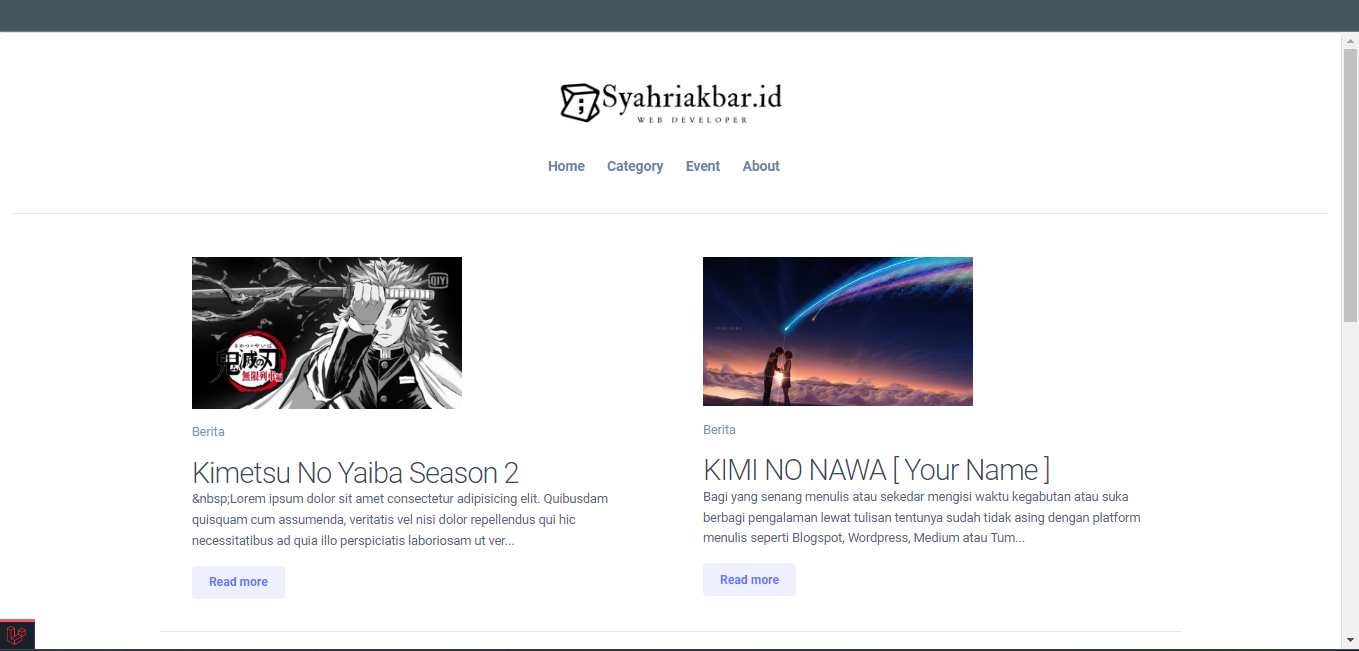 Syahriakbar.id
WEB DEVELOPER
Home Category Event About
QIY
鬼滅の刃
無限列車編
Berita
Kimetsu No Yaiba Season 2
&nbsp;Lorem ipsum dolor sit amet consectetur adipisicing elit. Quibusdam
quisquam cum assumenda, veritatis vel nisi dolor repellendus qui hic
necessitatibus ad quia illo perspiciatis laboriosam ut ver...
Read more
Berita
KIMI NO NAWA [ Your Name ]
Bagi yang senang menulis atau sekedar mengisi waktu kegabutan atau suka
berbagi pengalaman lewat tulisan tentunya sudah tidak asing dengan platform
menulis seperti Blogspot, Wordpress, Medium atau Tum...
Read more